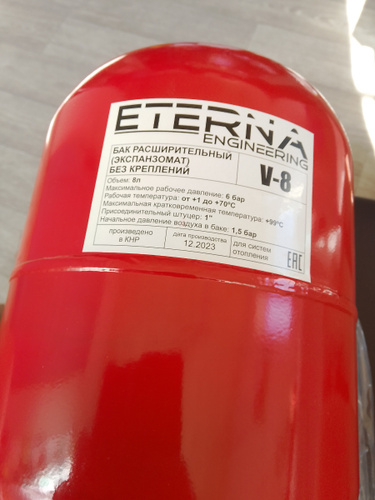 ETERNA
ENGINEERING
БАК РАСШИРИТЕЛЬНЫЙ
(ЭКСПАНЗОМАТ)
БЕЗ КРЕПЛЕНИЙ
V-8
Объем: 8л
Максимальное рабочее давление: 6 бар
Рабочая температура: от +1 до +70°С
Максимальная кратковременная температура: +99°С
Присоединительный штуцер: 1"
Начальное давление воздуха в баке: 1,5 бар
произведено
в КНР
дата производства
12.2023
для систем
отопления
EAC